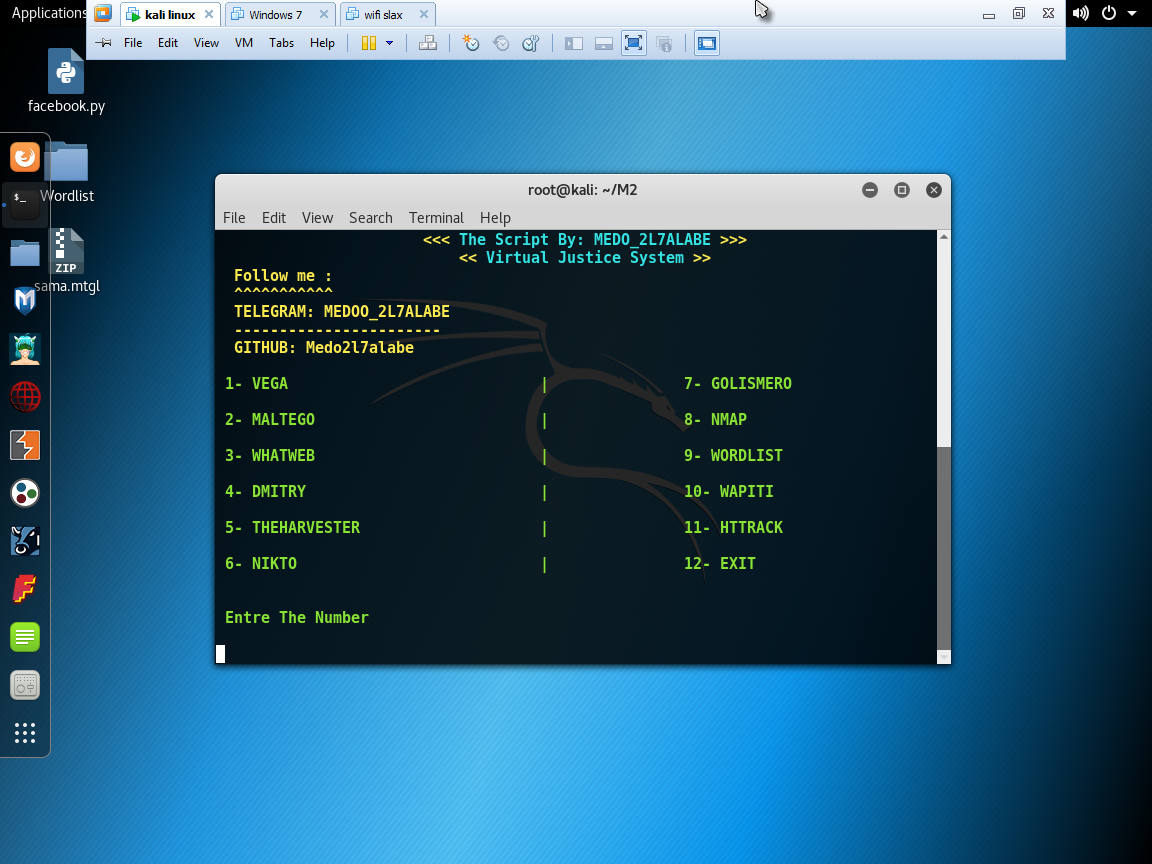 Applications
kali linux
Windows 7
wifi slax
File Edit View VM Tabs Help
facebook.py
Wordlist
ZIP
sama.mtgl
root@kali: ~/M2
File Edit View Search Terminal Help
<<< The Script By: MEDO_2L7ALABE >>>
<< Virtual Justice System >>
Follow me :
^^^^^^^^^^^
TELEGRAM: MEDOO_2L7ALABE
-----------------------
GITHUB: Medo2l7alabe
1- VEGA | 7- GOLISMERO
2- MALTEGO | 8- NMAP
3- WHATWEB | 9- WORDLIST
4- DMITRY | 10- WAPITI
5- THEHARVESTER | 11- HTTRACK
6- NIKTO | 12- EXIT
Entre The Number